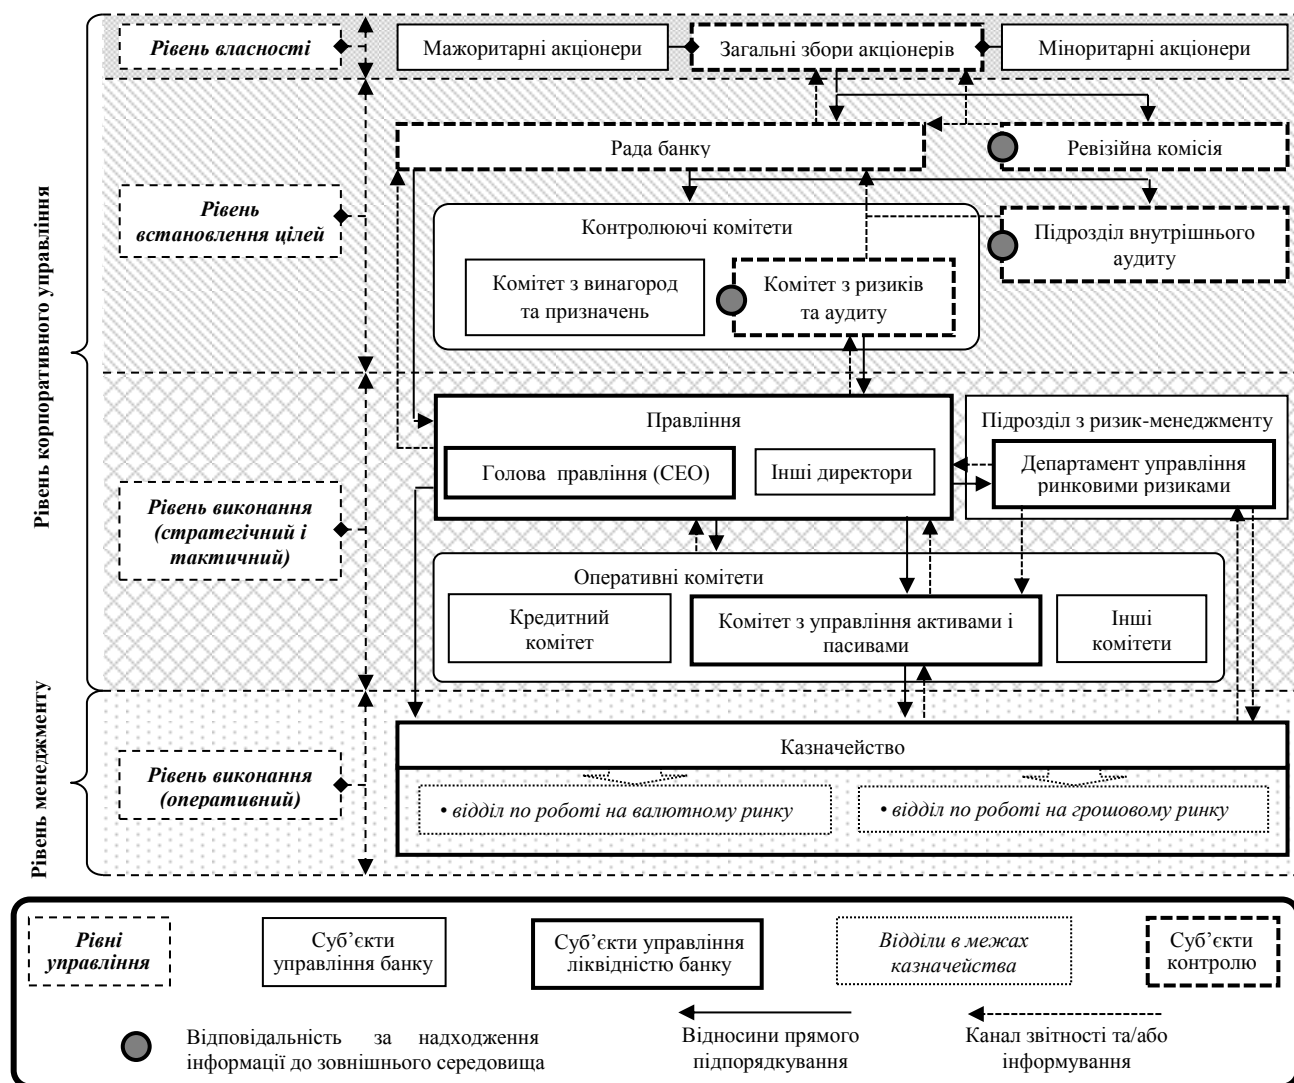 Рівень власності
Мажоритарні акціонери
Загальні збори акціонерів
Міноритарні акціонери
Рада банку
Ревізійна комісія
Рівень
встановлення цілей
Контролюючі комітети
Підрозділ внутрішнього
аудиту
Комітет з винагород
та призначень
Комітет з ризиків
та аудиту
Рівень корпоративного управління
Правління
Підрозділ з ризик-менеджменту
Голова правління (CEO)
Інші директори
Департамент управління
ринковими ризиками
Рівень виконання
(стратегічний і
тактичний)
Оперативні комітети
Кредитний
комітет
Комітет з управління активами і
пасивами
Інші
комітети
Рівень менеджменту
Рівень виконання
(оперативний)
Казначейство
• відділ по роботі на валютному ринку
• відділ по роботі на грошовому ринку
Рівні
управління
Суб’єкти
управління банку
Суб’єкти управління
ліквідністю банку
Відділи в межах
казначейства
Суб’єкти
контролю
Відповідальність за надходження
інформації до зовнішнього середовища
Відносини прямого
підпорядкування
Канал звітності та/або
інформування